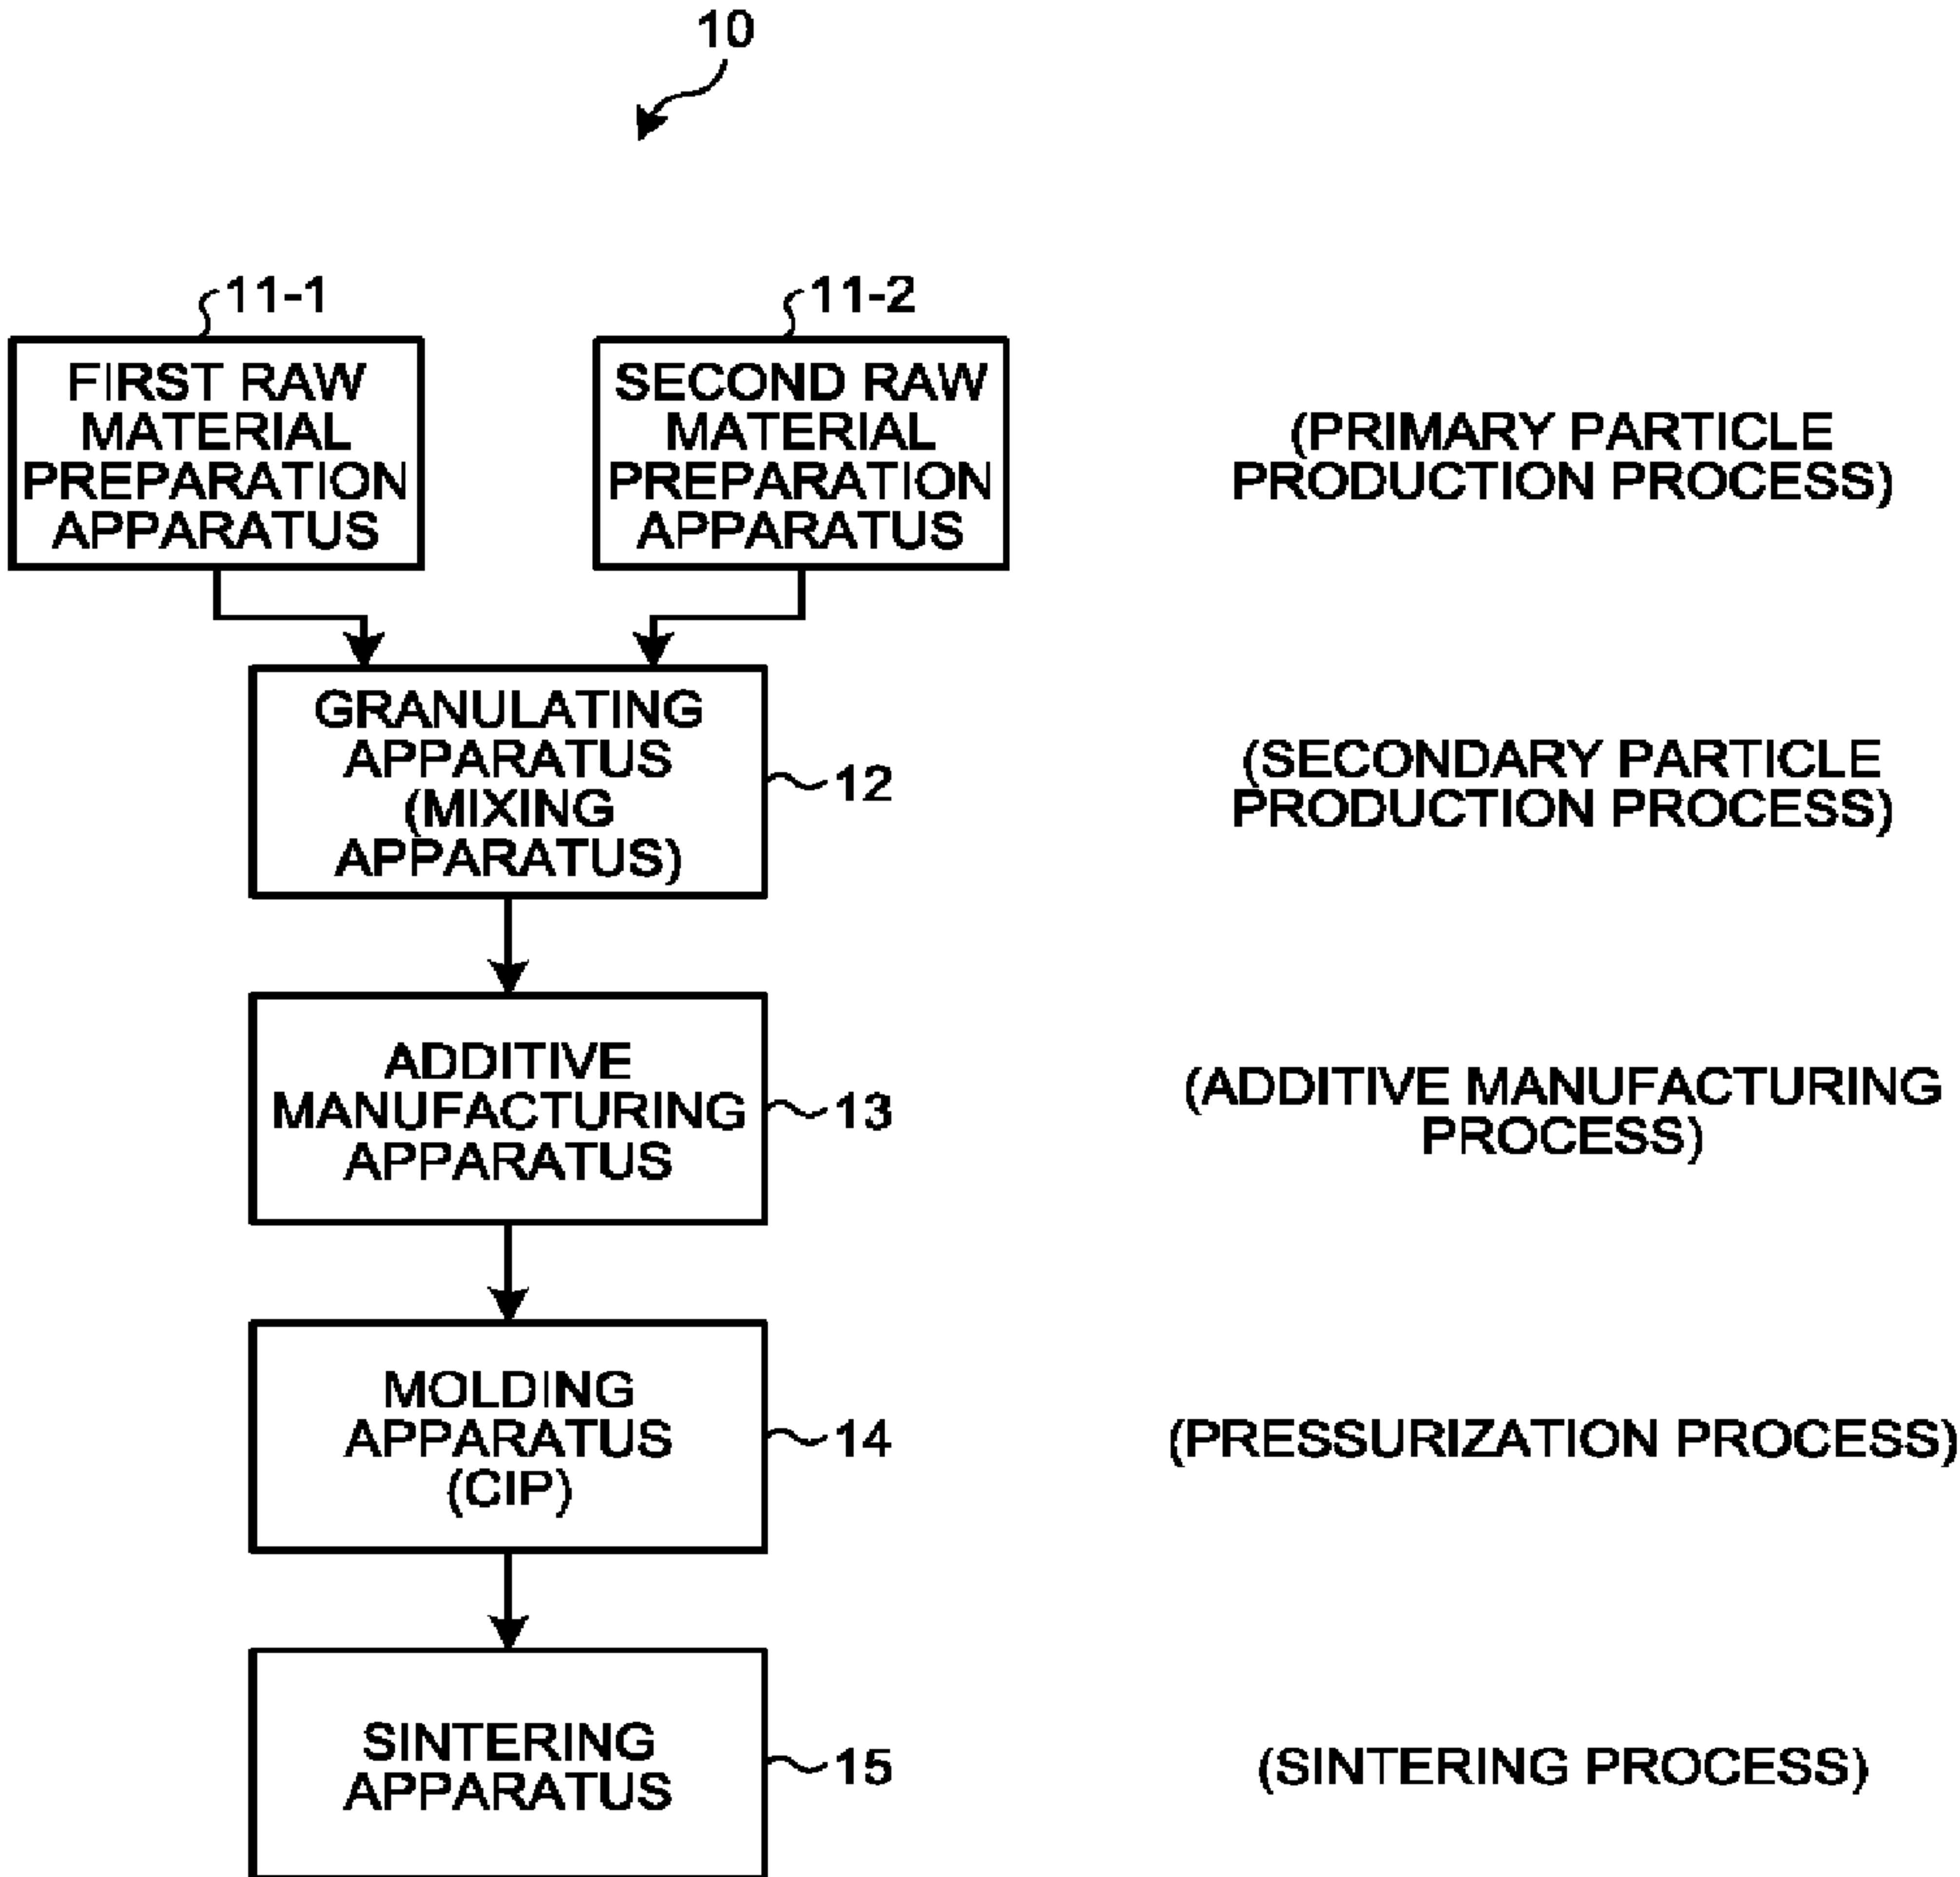 10
11-1
11-2
FIRST RAW
MATERIAL
PREPARATION
APPARATUS
SECOND RAW
MATERIAL
PREPARATION
APPARATUS
(PRIMARY PARTICLE
PRODUCTION PROCESS)
GRANULATING
APPARATUS
(MIXING
APPARATUS)
12
(SECONDARY PARTICLE
PRODUCTION PROCESS)
ADDITIVE
MANUFACTURING
APPARATUS
13
(ADDITIVE MANUFACTURING
PROCESS)
MOLDING
APPARATUS
(CIP)
14
(PRESSURIZATION PROCESS)
SINTERING
APPARATUS
15
(SINTERING PROCESS)